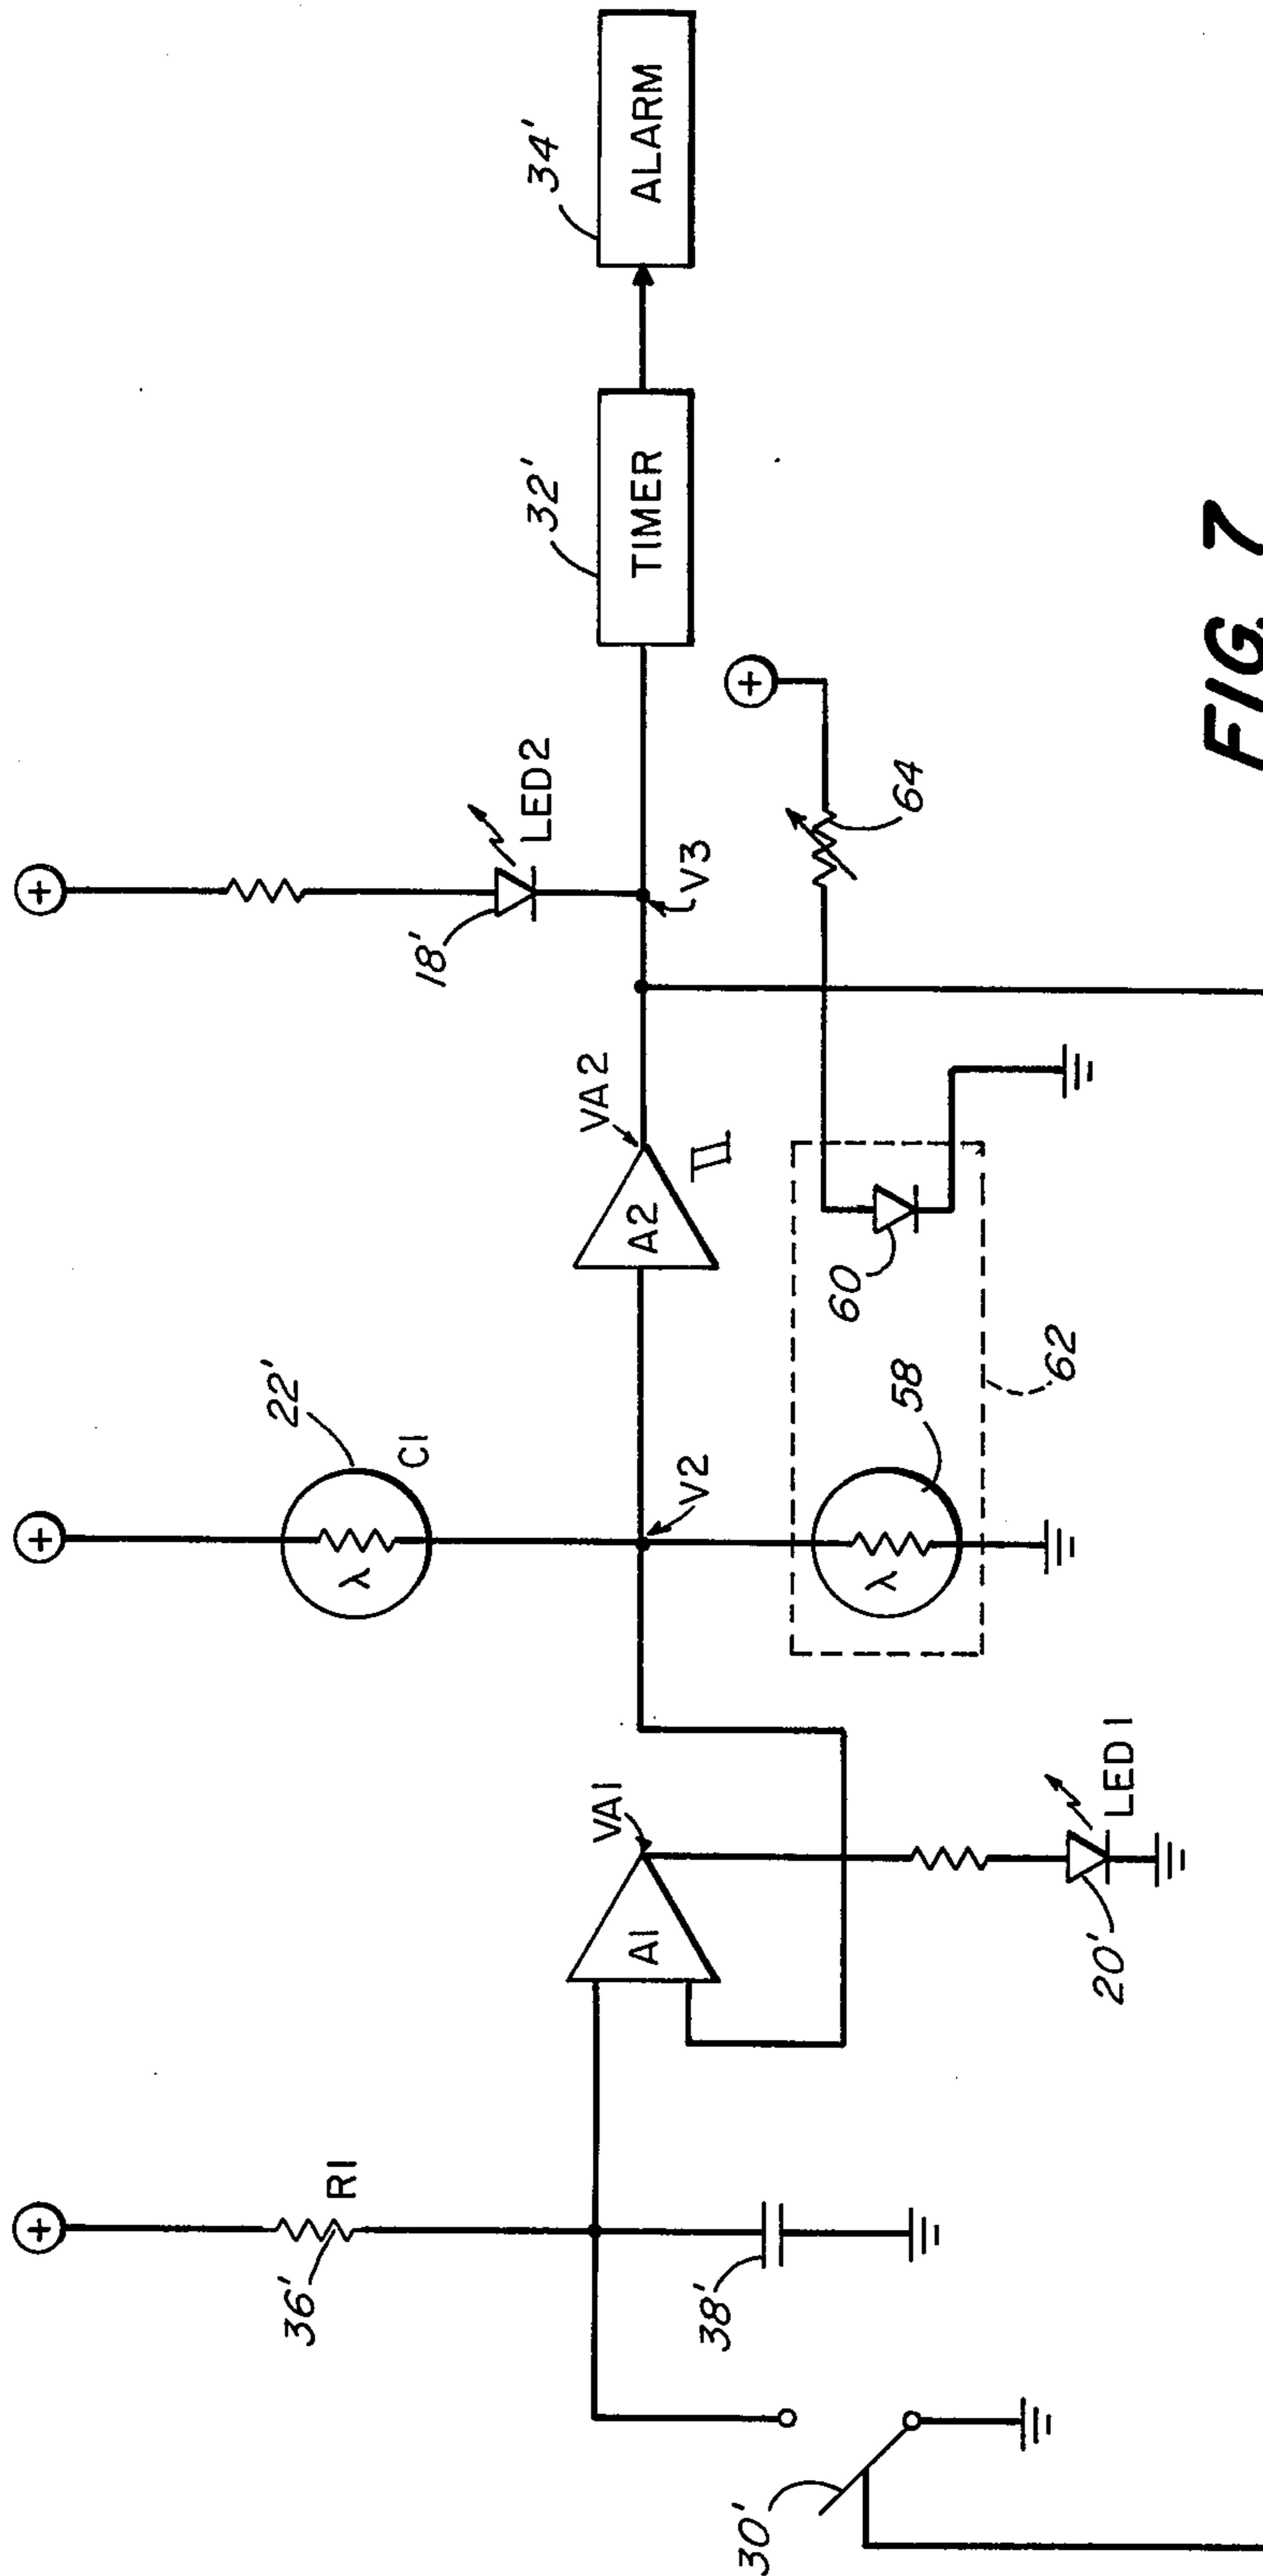 34'
ALARM
32'
TIMER
+
18'
LED2
V3
+
64
VA2
A2
II
60
62
+
22'
λ
C1
V2
λ
58
VA1
A1
20'
LED1
+
36'
R1
38'
30'
FIG. 7